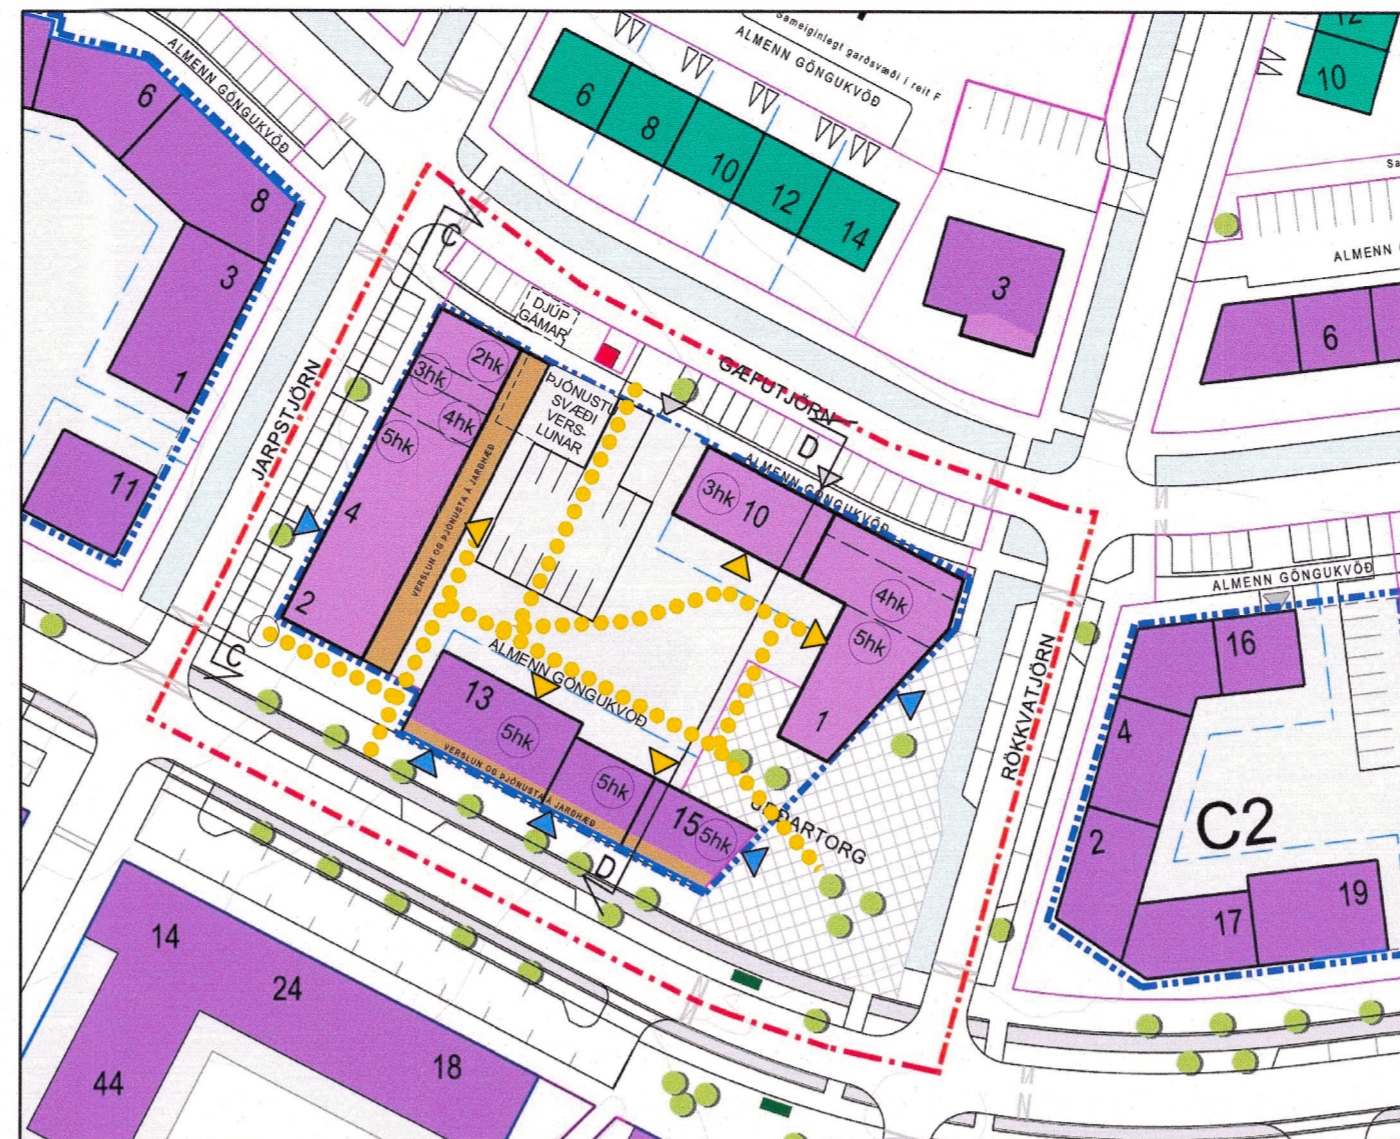 Sameiginlegt garðsvæði í reit F
ALMENN GÖNGUKVÖÐ
ALMENN GÖNGUKVÖÐ
12
10
6
8
3
1
11
6
8
10
12
14
3
6
ALMENN
JARPSTJÖRN
C
DJÚP
GÁMAR
GÆFUTJÖRN
D
ALMENN GÖNGUKVÖÐ
2hk
3hk
4hk
5hk
4
2
VERSLUN OG ÞJÓNUSTA Á JARÐHÆÐ
ÞJÓNUSTU
SVÆÐI
VERS-
LUNAR
3hk
10
4hk
5hk
1
C
ALMENN GÖNGUKVÖÐ
13
5hk
5hk
15
5hk
VERSLUN OG ÞJÓNUSTA Á JARÐHÆÐ
D
RÖKKVATJÖRN
ALMENN GÖNGUKVÖÐ
16
4
2
C2
17
19
14
24
18
44